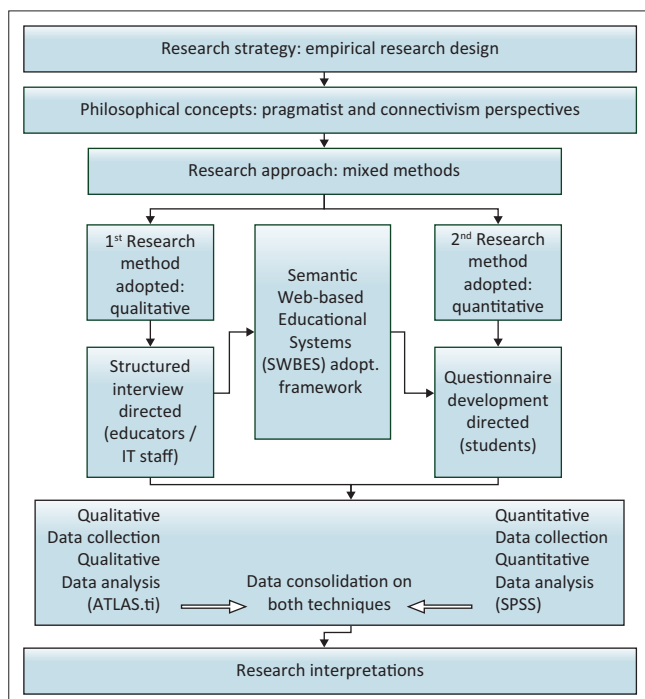 Research strategy: empirical research design
Philosophical concepts: pragmatist and connectivism perspectives
Research approach: mixed methods
1st Research
method
adopted:
qualitative
Semantic
Web-based
Educational
Systems
(SWBES) adopt.
framework
2nd Research
method
adopted:
quantitative
Structured
interview
directed
(educators /
IT staff)
Questionnaire
development
directed
(students)
Qualitative
Data collection
Qualitative
Data analysis
(ATLAS.ti)
Data consolidation on
both techniques
Quantitative
Data collection
Quantitative
Data analysis
(SPSS)
Research interpretations